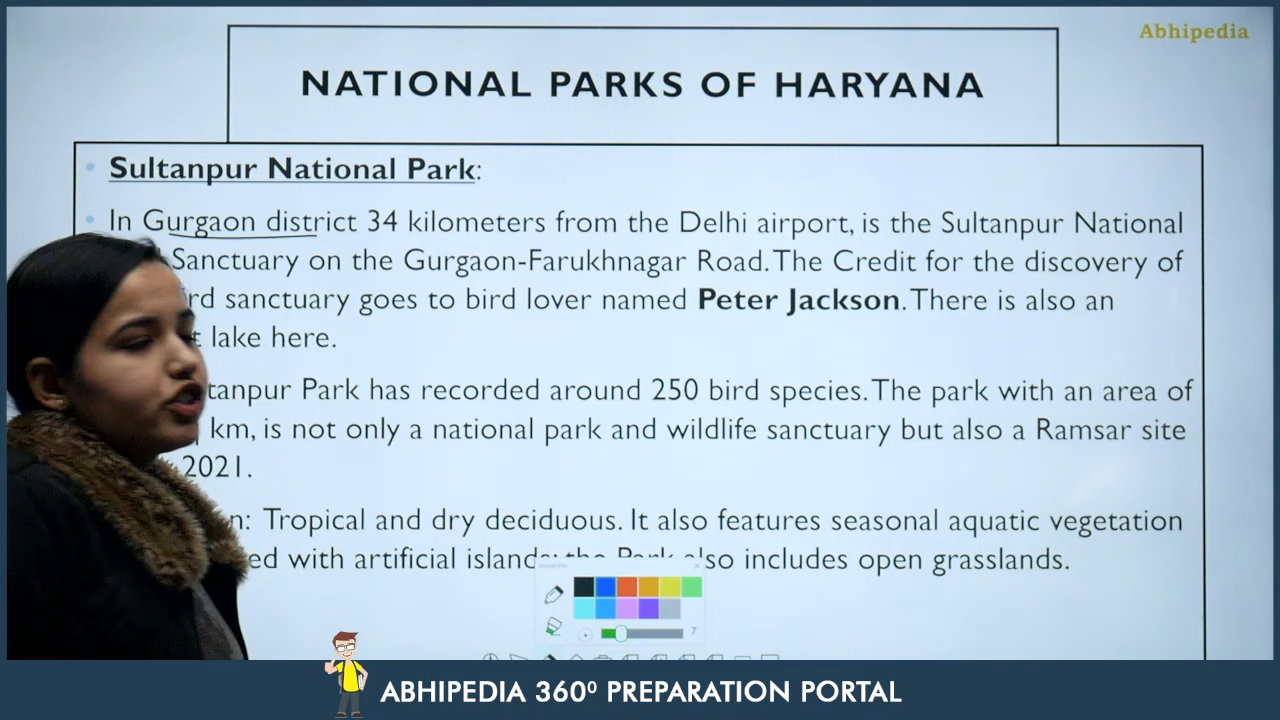 Abhipedia
NATIONAL PARKS OF HARYANA
• Sultanpur National Park:
• In Gurgaon district 34 kilometers from the Delhi airport, is the Sultanpur National
Sanctuary on the Gurgaon-Farukhnagar Road. The Credit for the discovery of
sanctuary goes to bird lover named Peter Jackson. There is also an
lake here.
Park has recorded around 250 bird species. The park with an area of
km, is not only a national park and wildlife sanctuary but also a Ramsar site
2021.
Tropical and dry deciduous. It also features seasonal aquatic vegetation
with artificial islands; the Park also includes open grasslands.
7
ABHIPEDIA 360⁰ PREPARATION PORTAL